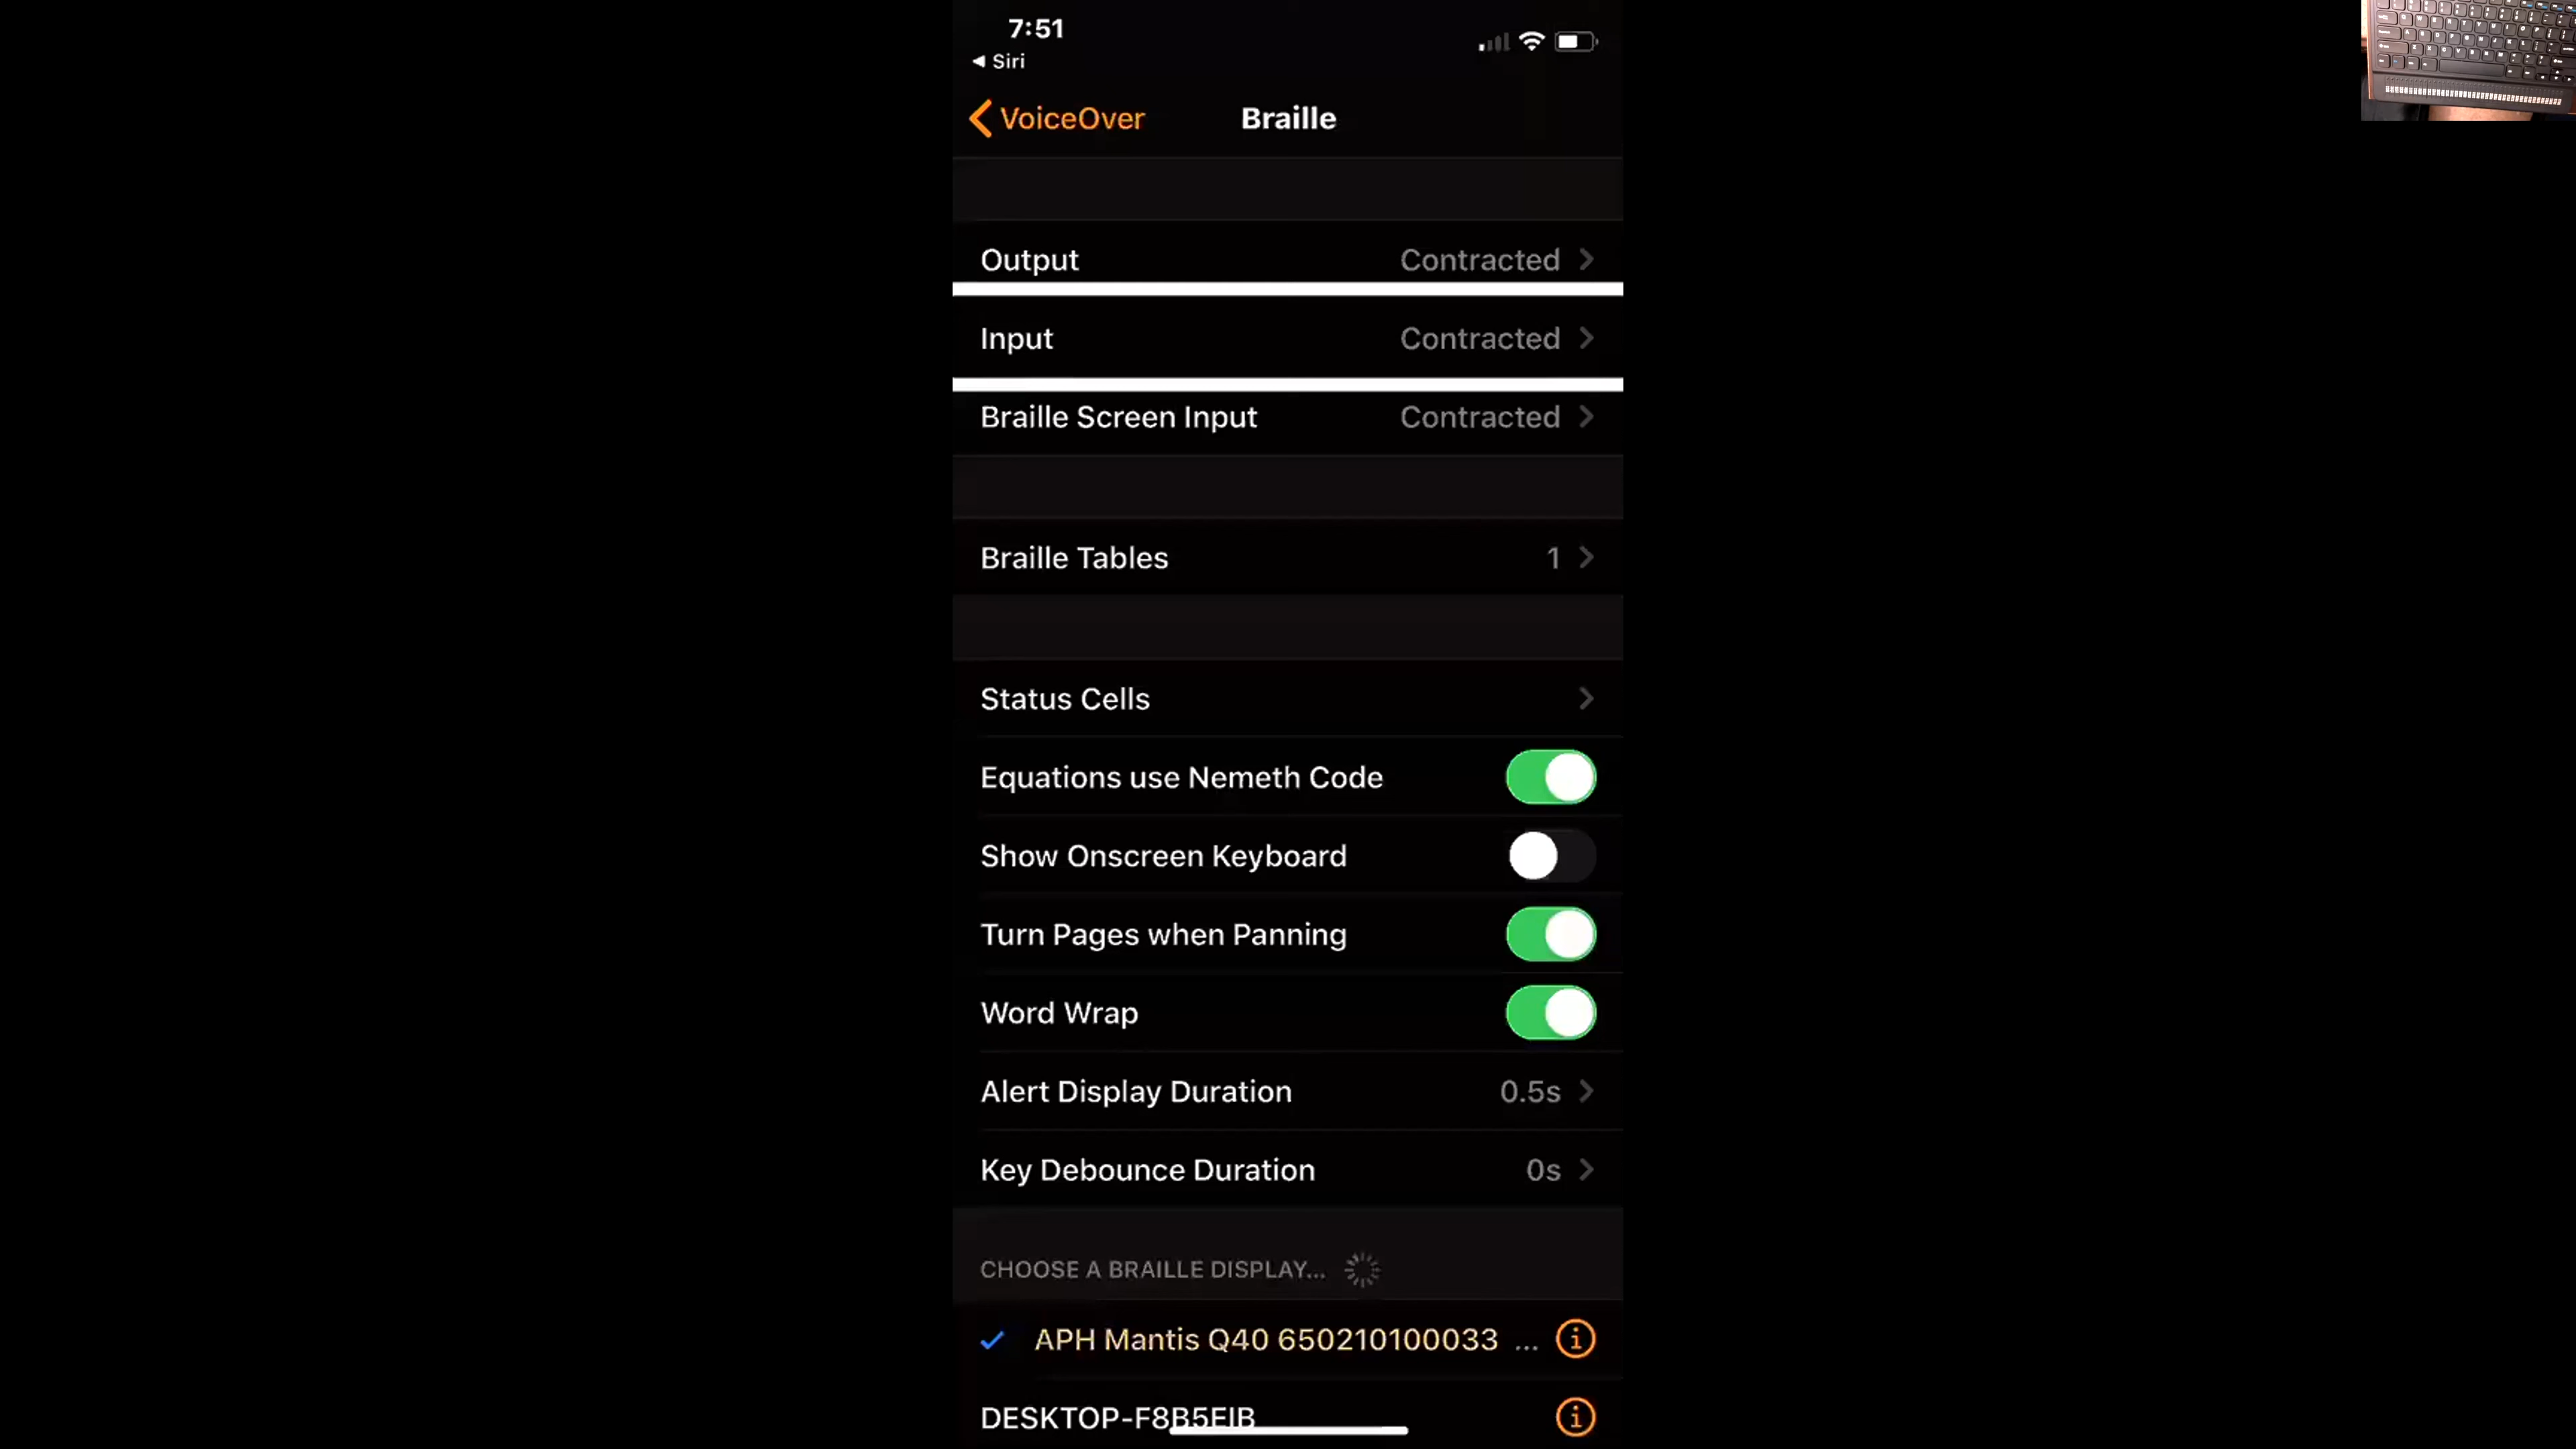 7:51
◀ Siri
VoiceOver Braille
Output Contracted
Input Contracted
Braille Screen Input Contracted
Braille Tables 1
Status Cells
Equations use Nemeth Code
Show Onscreen Keyboard
Turn Pages when Panning
Word Wrap
Alert Display Duration 0.5s
Key Debounce Duration 0s
CHOOSE A BRAILLE DISPLAY...
APH Mantis Q40 650210100033 ...
DESKTOP-F8B5EIB